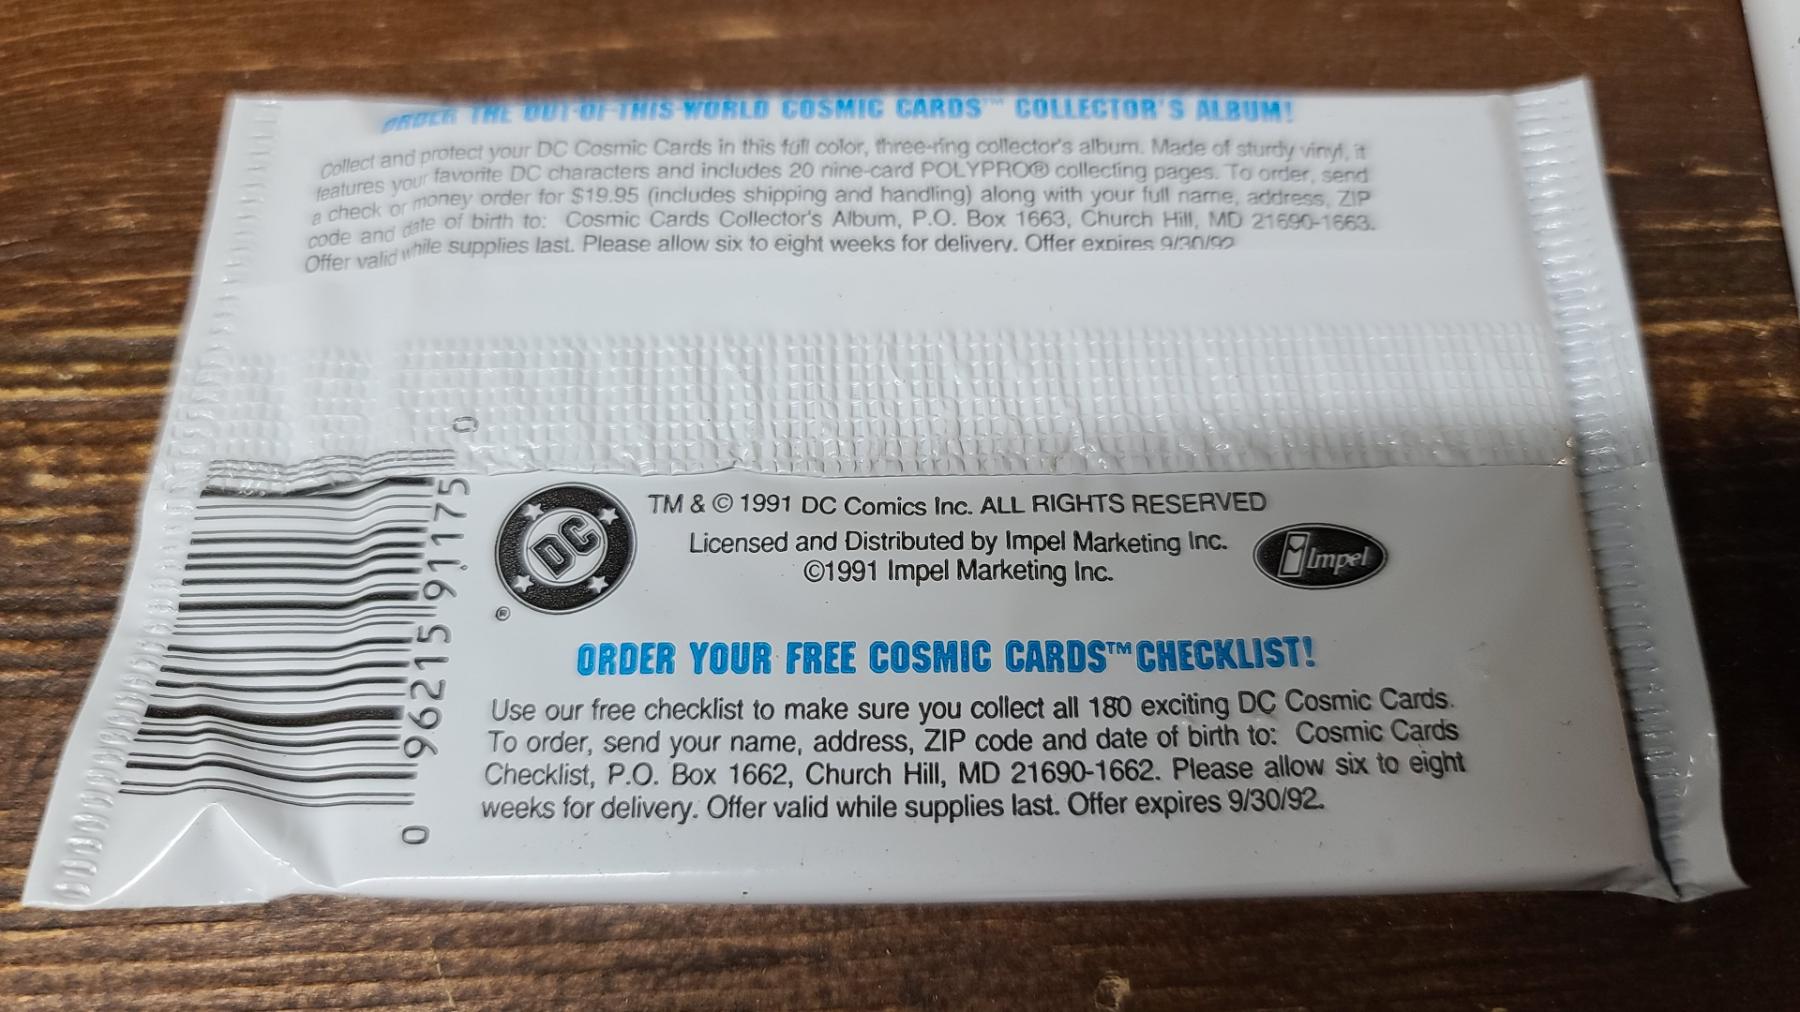 ORDER THE OUT-OF-THIS-WORLD COSMIC CARDS™ COLLECTOR'S ALBUM!
Collect and protect your DC Cosmic Cards in this full color, three-ring collector's album. Made of sturdy vinyl, it
features your favorite DC characters and includes 20 nine-card POLYPRO® collecting pages. To order, send
a check or money order for $19.95 (includes shipping and handling) along with your full name, address, ZIP
code and date of birth to: Cosmic Cards Collector's Album, P.O. Box 1663, Church Hill, MD 21690-1663.
Offer valid while supplies last. Please allow six to eight weeks for delivery. Offer expires 9/30/92
0 96215 91175 0
DC
®
TM & © 1991 DC Comics Inc. ALL RIGHTS RESERVED
Licensed and Distributed by Impel Marketing Inc.
©1991 Impel Marketing Inc.
Impel
ORDER YOUR FREE COSMIC CARDS™ CHECKLIST!
Use our free checklist to make sure you collect all 180 exciting DC Cosmic Cards.
To order, send your name, address, ZIP code and date of birth to: Cosmic Cards
Checklist, P.O. Box 1662, Church Hill, MD 21690-1662. Please allow six to eight
weeks for delivery. Offer valid while supplies last. Offer expires 9/30/92.